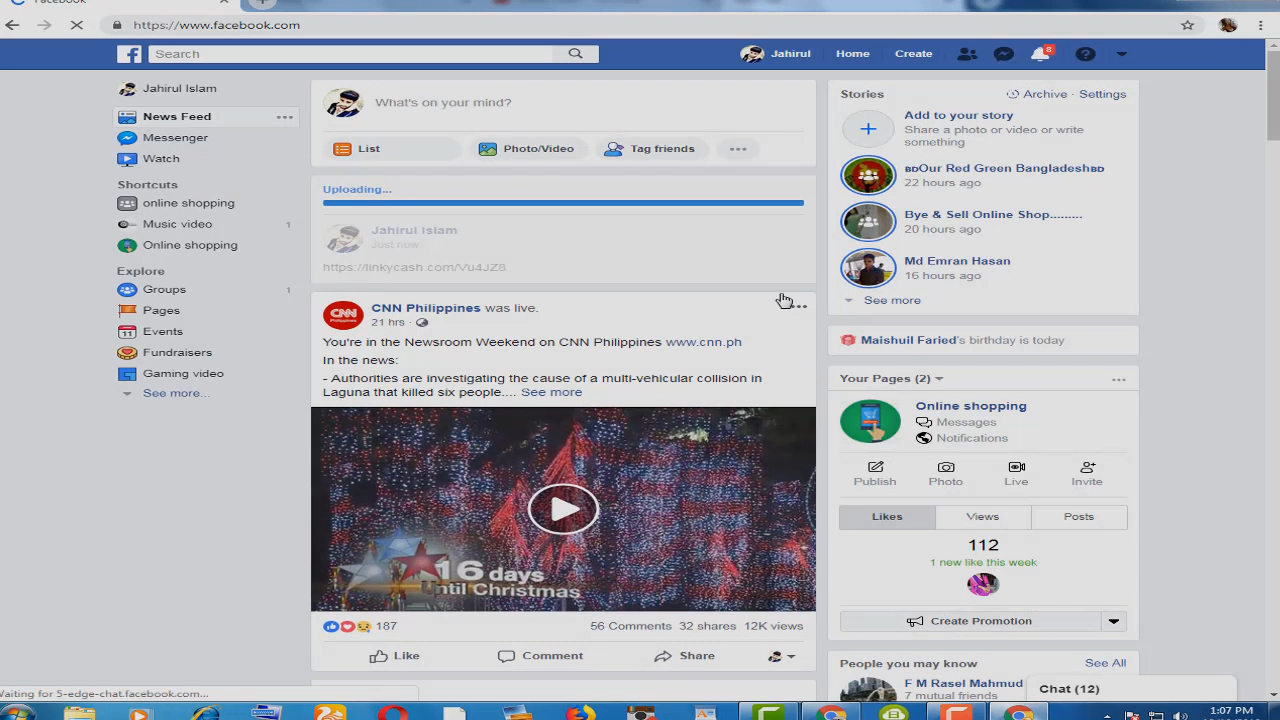 Facebook
https://www.facebook.com
Search
Jahirul
Home
Create
8
Jahirul Islam
News Feed
Messenger
Watch
Shortcuts
online shopping
Music video 1
Online shopping
Explore
Groups 1
Pages
11 Events
Fundraisers
Gaming video
See more...
What's on your mind?
List
Photo/Video
Tag friends
Uploading...
Jahirul Islam
Just now
https://linkycash.com/Vu4JZ8
CNN Philippines was live.
21 hrs
You're in the Newsroom Weekend on CNN Philippines www.cnn.ph
In the news:
- Authorities are investigating the cause of a multi-vehicular collision in
Laguna that killed six people.... See more
16 days
Until Christmas
187
56 Comments 32 shares 12K views
Like
Comment
Share
Stories
Archive · Settings
Add to your story
Share a photo or video or write
something
ʙᴅOur Red Green Bangladeshʙᴅ
22 hours ago
Bye & Sell Online Shop.........
20 hours ago
Md Emran Hasan
16 hours ago
See more
Maishuil Faried's birthday is today
Your Pages (2)
Online shopping
Messages
Notifications
Publish
Photo
Live
Invite
Likes
Views
Posts
112
1 new like this week
Create Promotion
People you may know
See All
F M Rasel Mahmud
7 mutual friends
Chat (12)
Waiting for 5-edge-chat.facebook.com...
1:07 PM